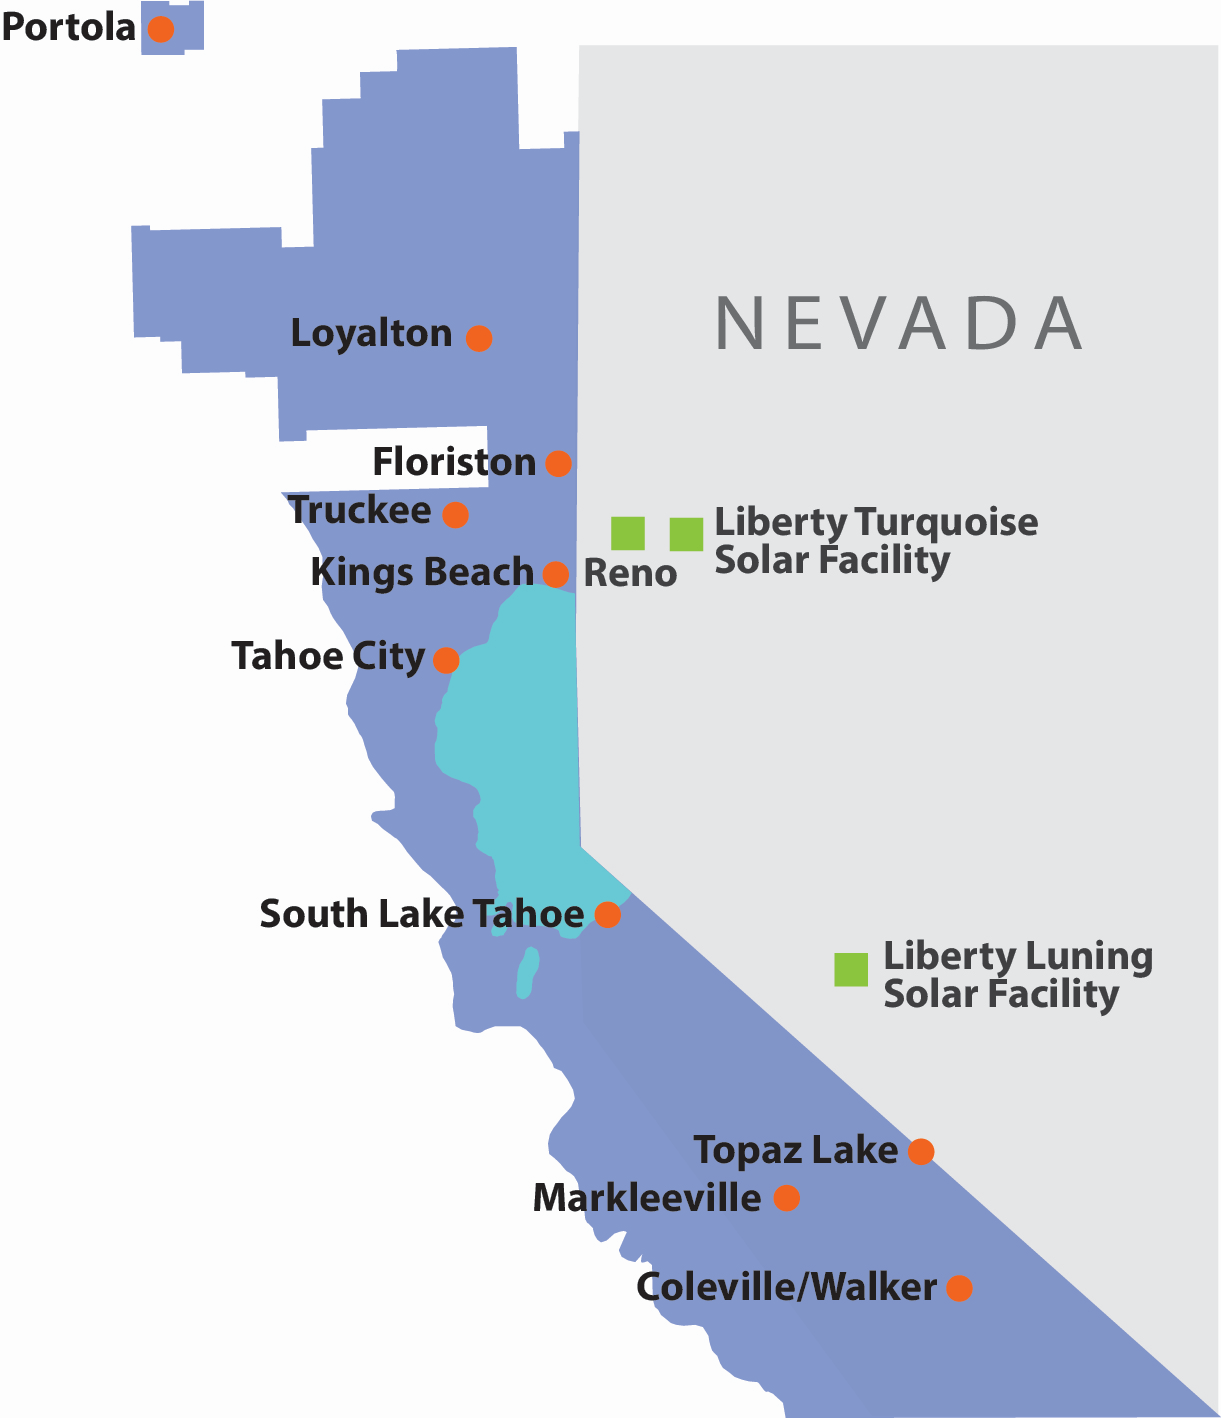 Portola
NEVADA
Loyalton
Floriston
Truckee
Liberty Turquoise
Solar Facility
Kings Beach
Reno
Tahoe City
South Lake Tahoe
Liberty Luning
Solar Facility
Topaz Lake
Markleeville
Coleville/Walker